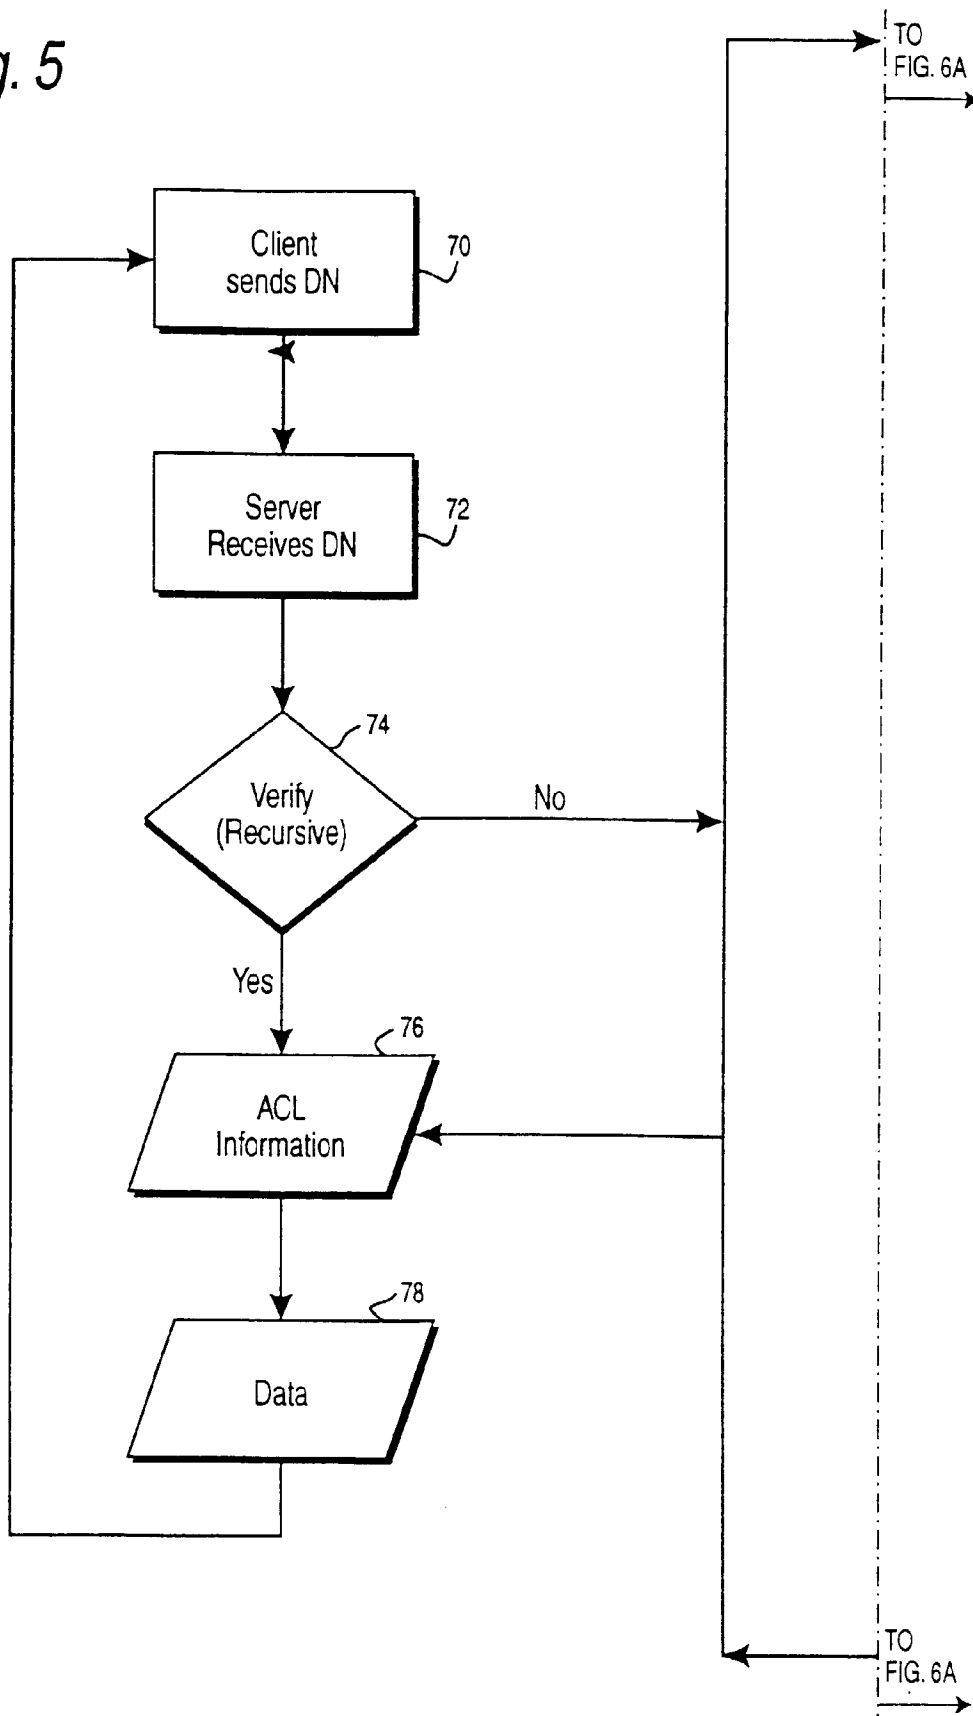 g. 5
TO
FIG. 6A
Client
sends DN
70
Server
Receives DN
72
74
Verify
(Recursive)
No
Yes
76
ACL
Information
78
Data
TO
FIG. 6A